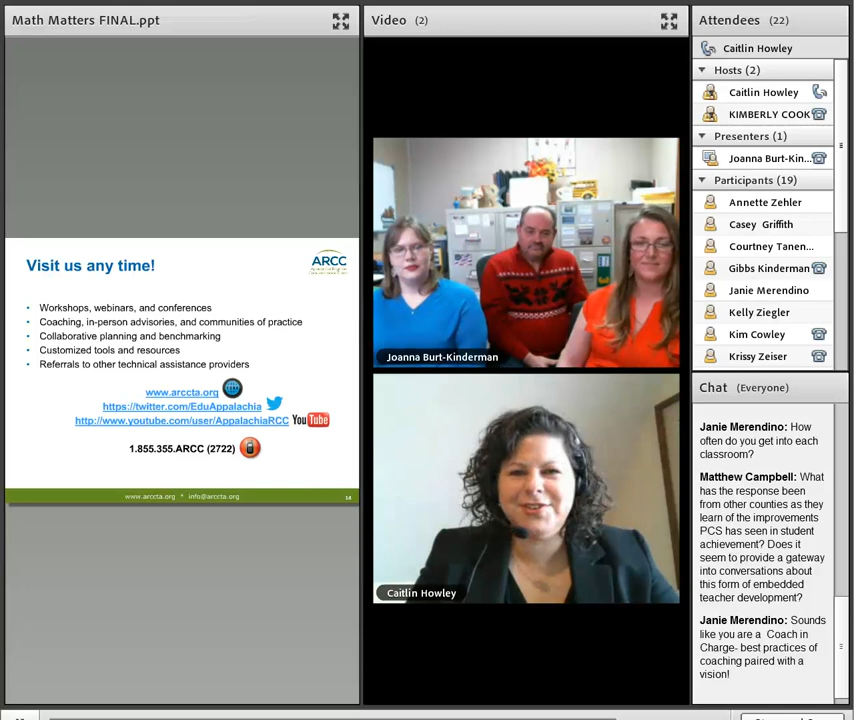 Math Matters FINAL.ppt
Visit us any time!
ARCC
• Workshops, webinars, and conferences
• Coaching, in-person advisories, and communities of practice
• Collaborative planning and benchmarking
• Customized tools and resources
• Referrals to other technical assistance providers
www.arccta.org
https://twitter.com/EduAppalachia
http://www.youtube.com/user/AppalachiaRCC YouTube
1.855.355.ARCC (2722)
www.arccta.org * info@arccta.org 14
Video (2)
Joanna Burt-Kinderman
Caitlin Howley
Attendees (22)
Caitlin Howley
Hosts (2)
Caitlin Howley
KIMBERLY COOK
Presenters (1)
Joanna Burt-Kin...
Participants (19)
Annette Zehler
Casey Griffith
Courtney Tanen...
Gibbs Kinderman
Janie Merendino
Kelly Ziegler
Kim Cowley
Krissy Zeiser
Chat (Everyone)
Janie Merendino: How
often do you get into each
classroom?
Matthew Campbell: What
has the response been
from other counties as they
learn of the improvements
PCS has seen in student
achievement? Does it
seem to provide a gateway
into conversations about
this form of embedded
teacher development?
Janie Merendino: Sounds
like you are a Coach in
Charge- best practices of
coaching paired with a
vision!